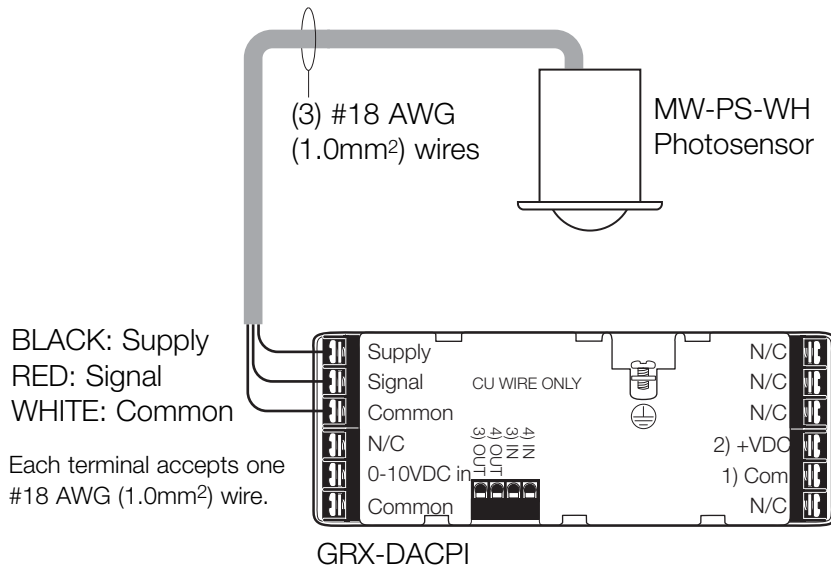 (3) #18 AWG
(1.0mm²) wires
MW-PS-WH
Photosensor
BLACK: Supply
RED: Signal
WHITE: Common
Each terminal accepts one
#18 AWG (1.0mm²) wire.
Supply
Signal
Common
N/C
0-10VDC in
Common
CU WIRE ONLY
3) OUT
4) OUT
3) IN
4) IN
N/C
N/C
N/C
2) +VDC
1) Com
N/C
GRX-DACPI